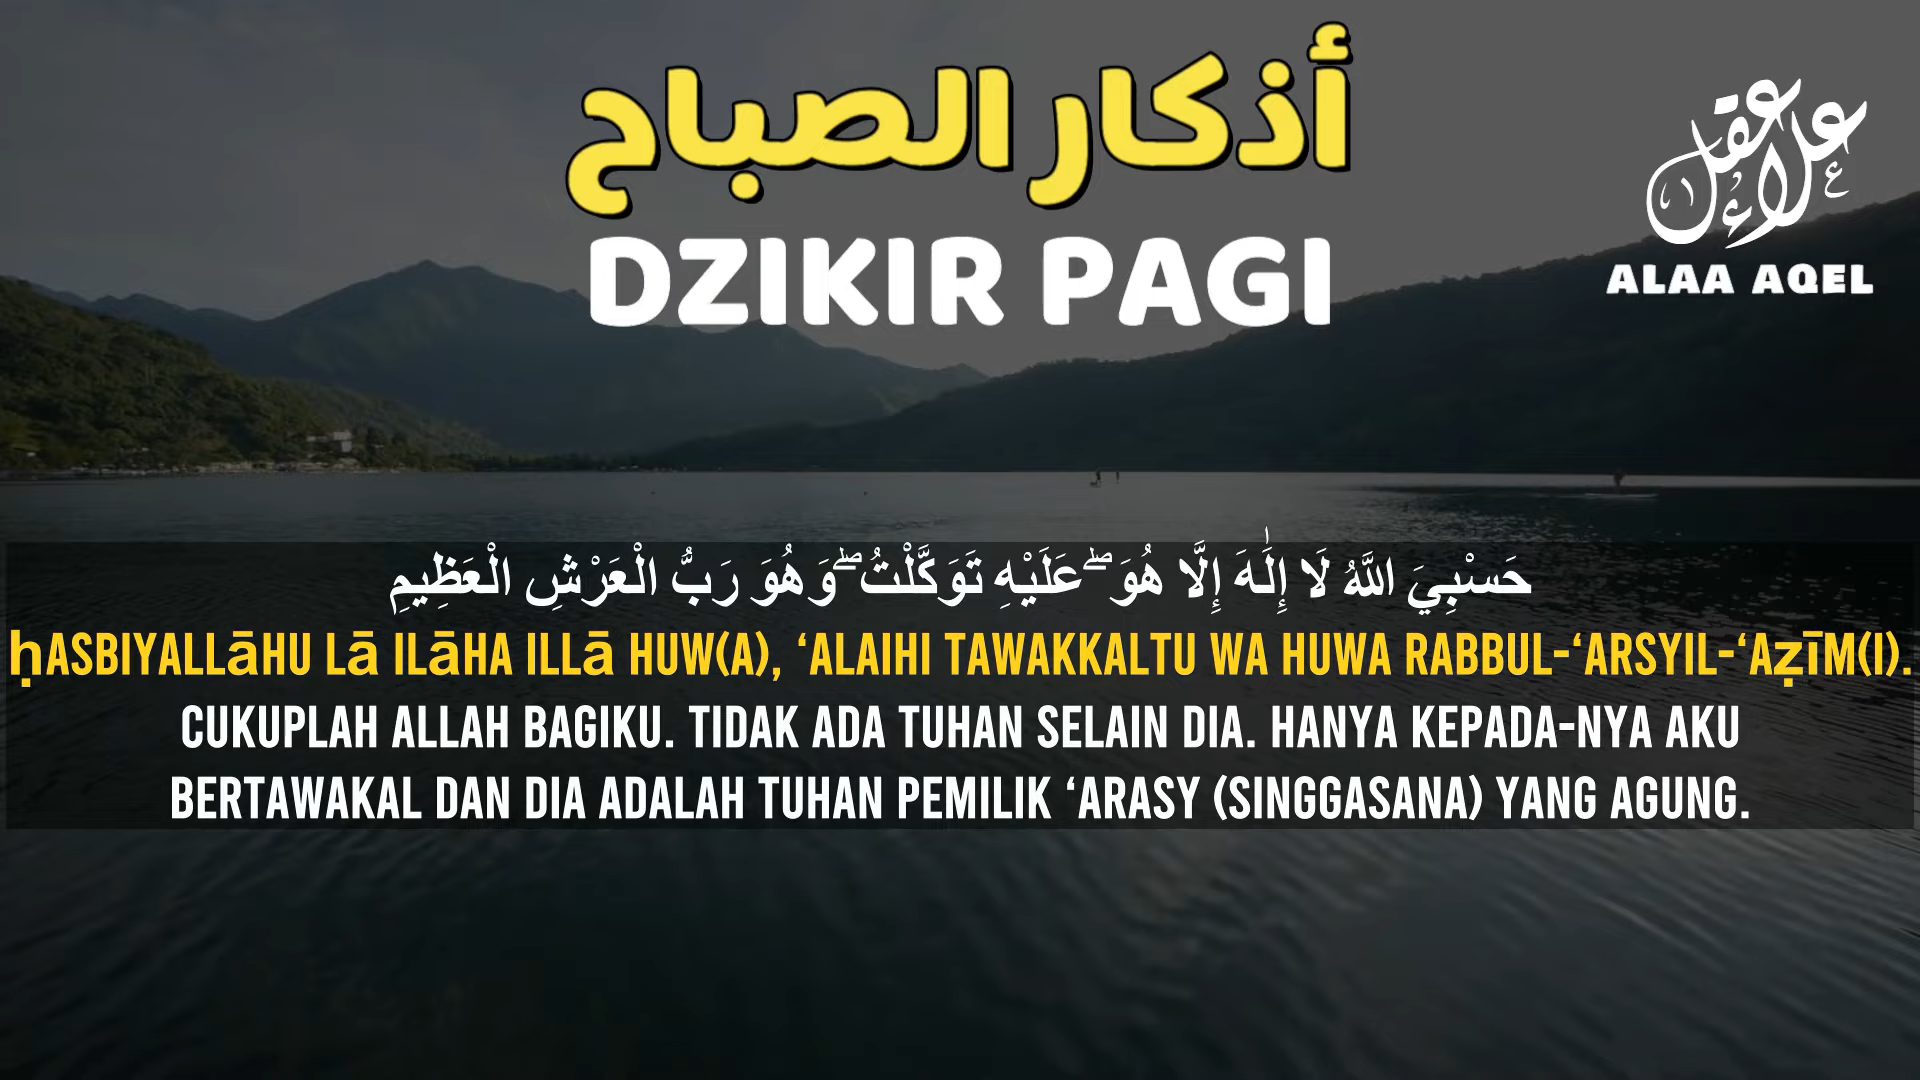 أذكار الصباح
DZIKIR PAGI
علاء عقل
ALAA AQEL
حَسْبِيَ اللَّهُ لَا إِلَٰهَ إِلَّا هُوَ ۖ عَلَيْهِ تَوَكَّلْتُ ۖ وَهُوَ رَبُّ الْعَرْشِ الْعَظِيمِ
ḥASBIYALLāHU Lā ILāHA ILLā HUW(A), ‘ALAIHI TAWAKKALTU WA HUWA RABBUL-‘ARSYIL-‘AẓīM(I).
CUKUPLAH ALLAH BAGIKU. TIDAK ADA TUHAN SELAIN DIA. HANYA KEPADA-NYA AKU
BERTAWAKAL DAN DIA ADALAH TUHAN PEMILIK ‘ARASY (SINGGASANA) YANG AGUNG.